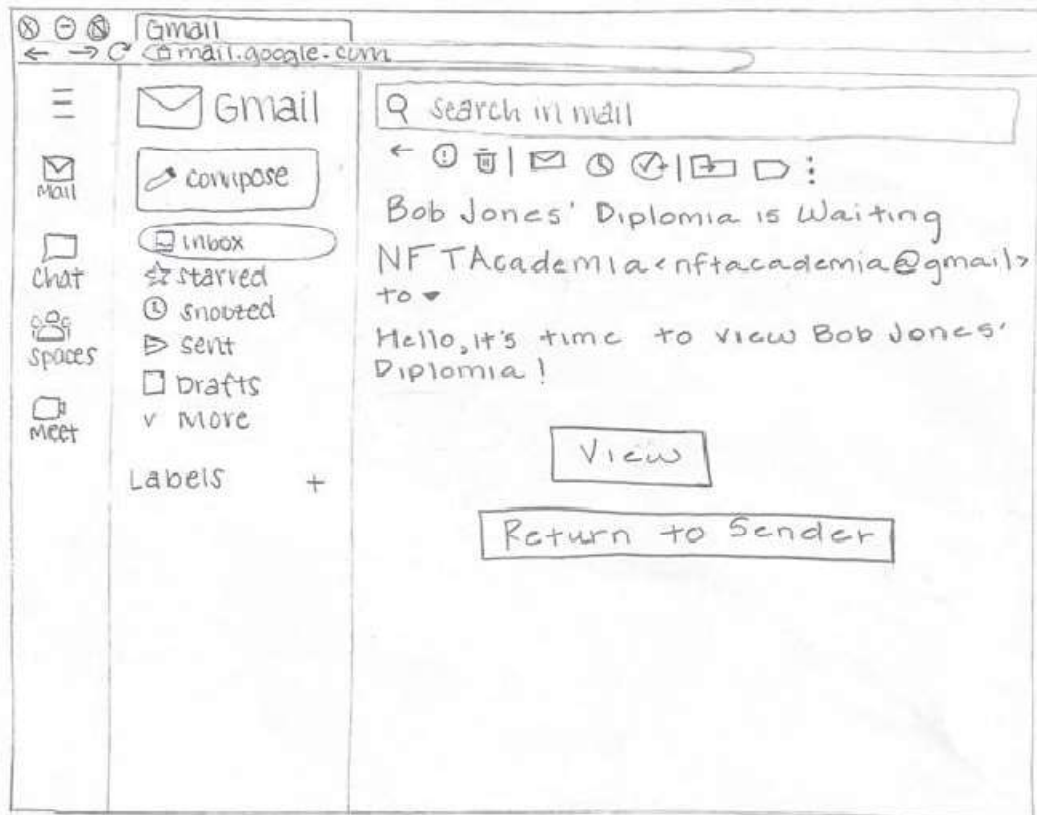 Gmail
mail.google.com
Gmail
search in mail
Mail
compose
Bob Jones' Diplomia is Waiting
inbox
NFTAcademia<nftacademia@gmail>
Chat
starred
to
snoozed
Hello, it's time to view Bob Jones'
Diplomia!
Spaces
sent
Drafts
Meet
more
View
Labels +
Return to Sender